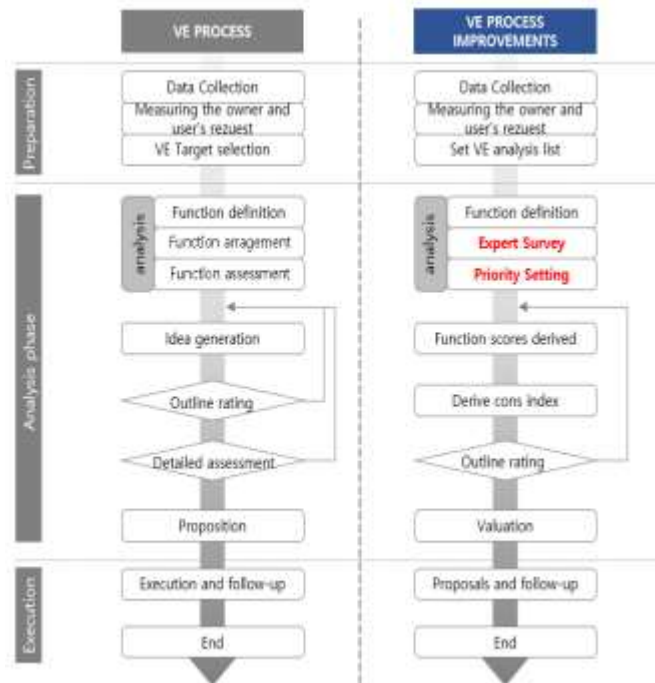 VE PROCESS
VE PROCESS
IMPROVEMENTS
Preparation
Data Collection
Measuring the owner and
user's rezuest
VE Target selection
Data Collection
Measuring the owner and
user's rezuest
Set VE analysis list
Analysis phase
analysis
Function definition
Function arragement
Function assessment
Idea generation
Outline rating
Detailed assessment
Proposition
analysis
Function definition
Expert Survey
Priority Setting
Function scores derived
Derive cons index
Outline rating
Valuation
Execution
Execution and follow-up
End
Proposals and follow-up
End